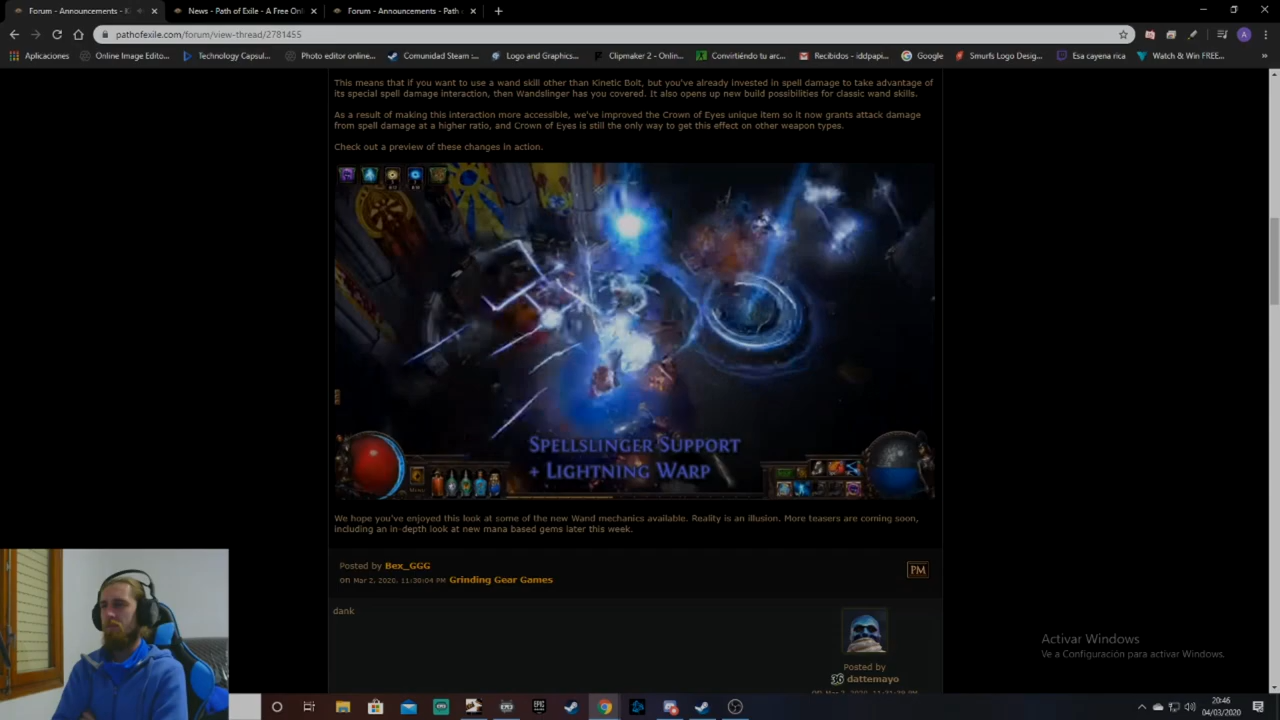 Forum - Announcements - K
News - Path of Exile - A Free Onl
Forum - Announcements - Path
pathofexile.com/forum/view-thread/2781455
Aplicaciones
Online Image Edito...
Technology Capsul...
Photo editor online...
Comunidad Steam :...
Logo and Graphics...
Clipmaker 2 - Onlin...
Convirtiéndo tu arc...
Recibidos - iddpapi...
Google
Smurfs Logo Desig...
Esa cayena rica
Watch & Win FREE...
This means that if you want to use a wand skill other than Kinetic Bolt, but you've already invested in spell damage to take advantage of
its special spell damage interaction, then Wandslinger has you covered. It also opens up new build possibilities for classic wand skills.
As a result of making this interaction more accessible, we've improved the Crown of Eyes unique item so it now grants attack damage
from spell damage at a higher ratio, and Crown of Eyes is still the only way to get this effect on other weapon types.
Check out a preview of these changes in action.
SPELLSLINGER SUPPORT
+ LIGHTNING WARP
We hope you've enjoyed this look at some of the new Wand mechanics available. Reality is an illusion. More teasers are coming soon,
including an in-depth look at new mana based gems later this week.
Posted by Bex_GGG
on Mar 2, 2020, 11:30:04 PM Grinding Gear Games
PM
dank
Posted by
36 dattemayo
Activar Windows
Ve a Configuración para activar Windows.
20:46
04/03/2020